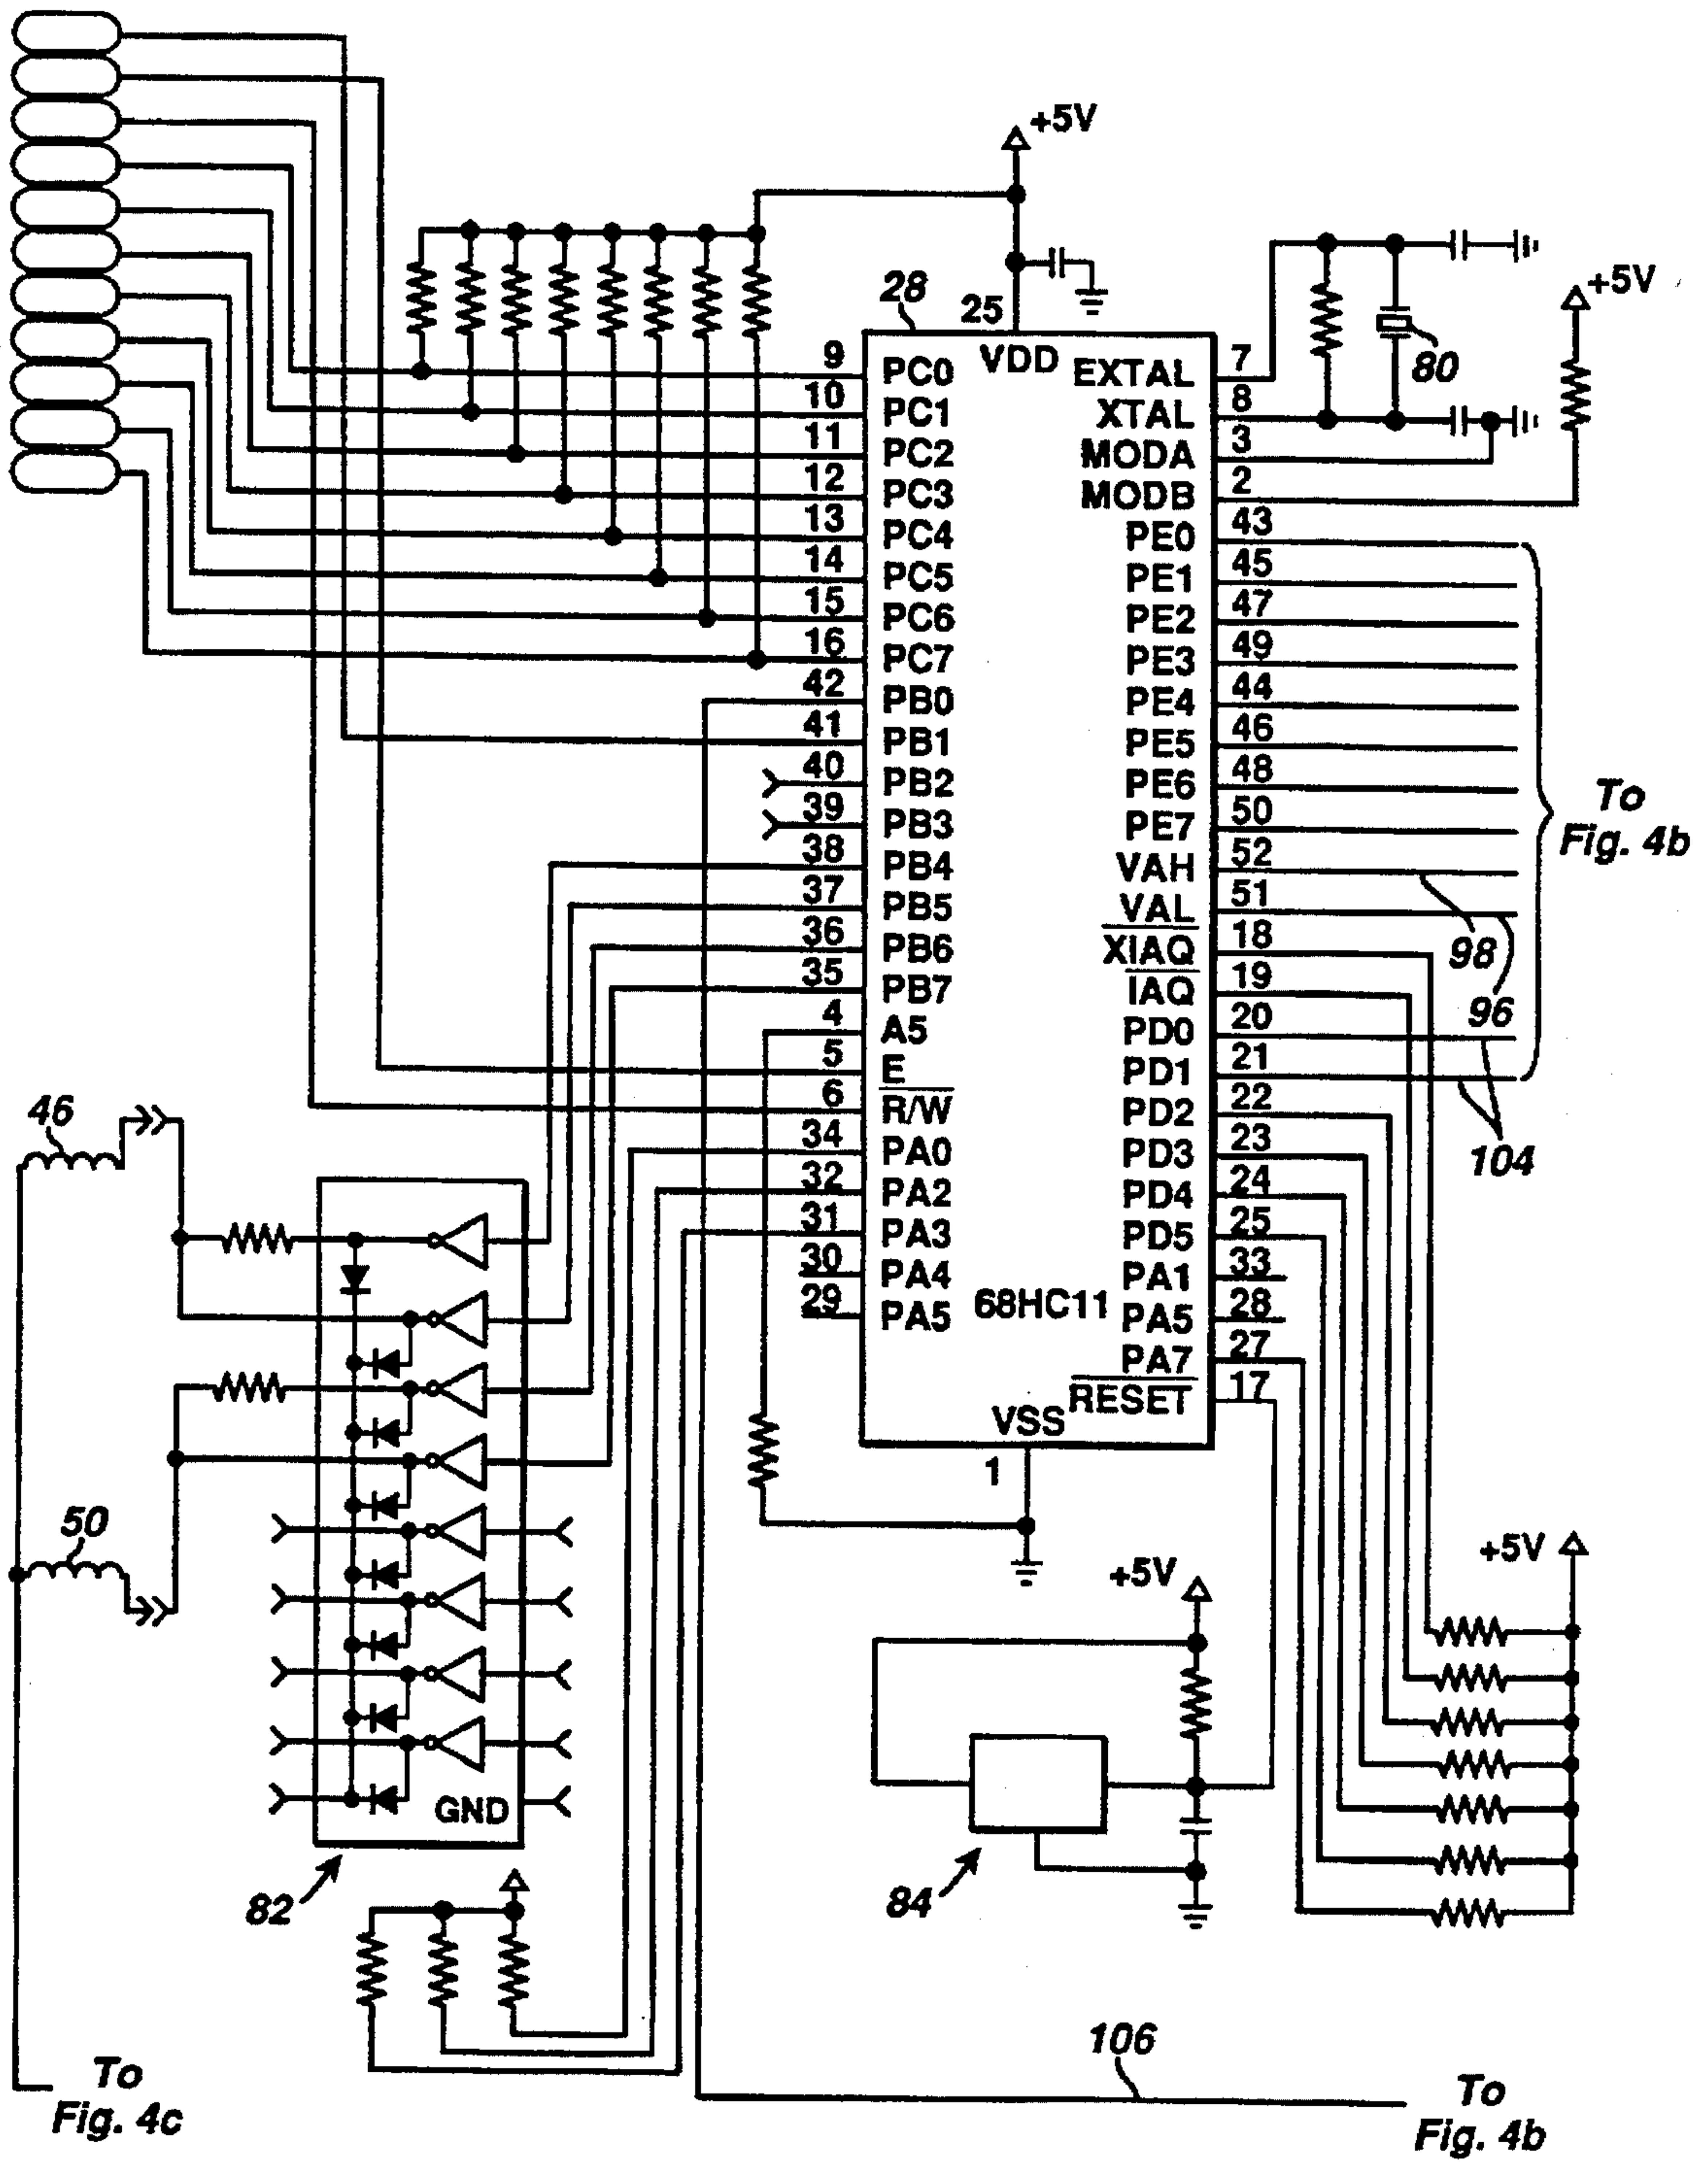 +5V
28
25
VDD
9 PC0
10 PC1
11 PC2
12 PC3
13 PC4
14 PC5
15 PC6
16 PC7
42 PB0
41 PB1
40 PB2
39 PB3
38 PB4
37 PB5
36 PB6
35 PB7
4 A5
5 E
6 R/W
34 PA0
32 PA2
31 PA3
30 PA4
29 PA5
68HC11
EXTAL 7
XTAL 8
MODA 3
MODB 2
PE0 43
PE1 45
PE2 47
PE3 49
PE4 44
PE5 46
PE6 48
PE7 50
VAH 52
VAL 51
XIAQ 18
IAQ 19
PD0 20
PD1 21
PD2 22
PD3 23
PD4 24
PD5 25
PA1 33
PA5 28
PA7 27
RESET 17
VSS
1
80
+5V
To
Fig. 4b
98
96
104
46
50
GND
82
+5V
84
+5V
106
To
Fig. 4c
To
Fig. 4b